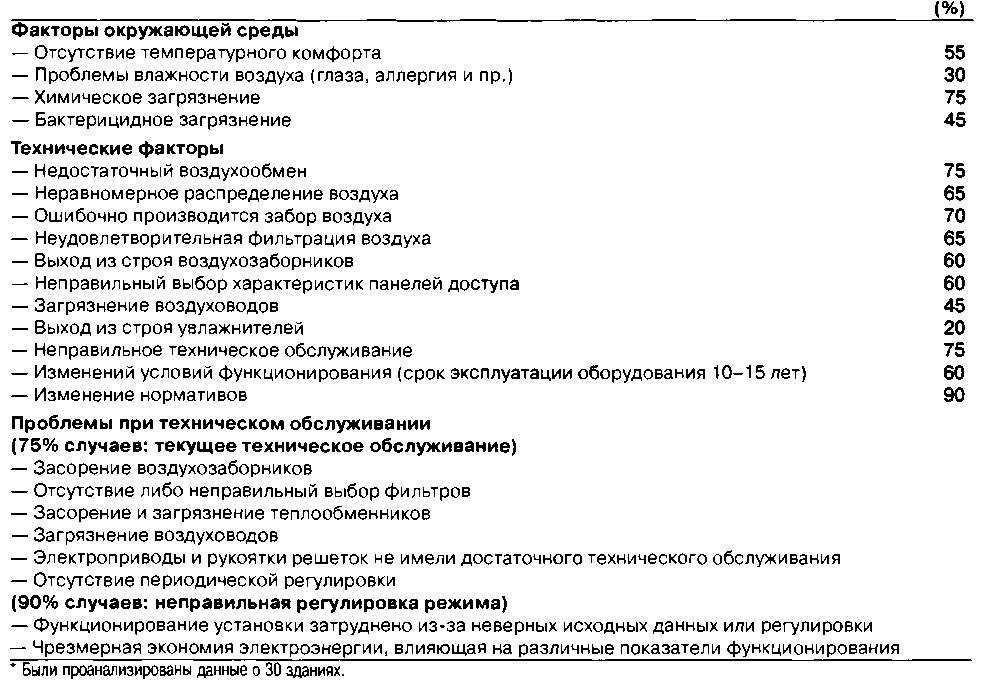 (%)
Факторы окружающей среды
— Отсутствие температурного комфорта 55
— Проблемы влажности воздуха (глаза, аллергия и пр.) 30
— Химическое загрязнение 75
— Бактерицидное загрязнение 45
Технические факторы
— Недостаточный воздухообмен 75
— Неравномерное распределение воздуха 65
— Ошибочно производится забор воздуха 70
— Неудовлетворительная фильтрация воздуха 65
— Выход из строя воздухозаборников 60
— Неправильный выбор характеристик панелей доступа 60
— Загрязнение воздуховодов 45
— Выход из строя увлажнителей 20
— Неправильное техническое обслуживание 75
— Изменений условий функционирования (срок эксплуатации оборудования 10–15 лет) 60
— Изменение нормативов 90
Проблемы при техническом обслуживании
(75% случаев: текущее техническое обслуживание)
— Засорение воздухозаборников
— Отсутствие либо неправильный выбор фильтров
— Засорение и загрязнение теплообменников
— Загрязнение воздуховодов
— Электроприводы и рукоятки решеток не имели достаточного технического обслуживания
— Отсутствие периодической регулировки
(90% случаев: неправильная регулировка режима)
— Функционирование установки затруднено из-за неверных исходных данных или регулировки
— Чрезмерная экономия электроэнергии, влияющая на различные показатели функционирования
* Были проанализированы данные о 30 зданиях.